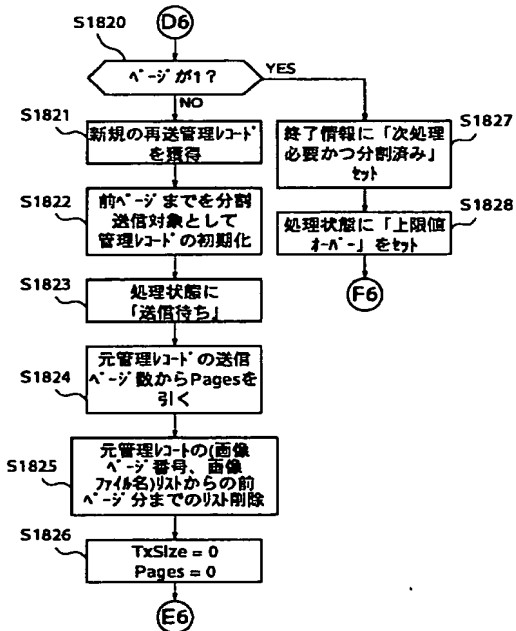 S1820
D6
ﾍﾟｰｼﾞが1?
YES
NO
S1821
新規の再送管理ﾚｺｰﾄﾞ
を獲得
S1822
前ﾍﾟｰｼﾞまでを分割
送信対象として
管理ﾚｺｰﾄﾞの初期化
S1823
処理状態に
「送信待ち」
S1824
元管理ﾚｺｰﾄﾞの送信
ﾍﾟｰｼﾞ数からPagesを
引く
S1825
元管理ﾚｺｰﾄの(画像
ﾍﾟｰｼﾞ番号、画像
ﾌｧｲﾙ名)ﾘｽﾄからの前
ﾍﾟｰｼﾞ分までのﾘｽﾄ削除
S1826
TxSize = 0
Pages = 0
E6
S1827
終了情報に「次処理
必要かつ分割済み」
ｾｯﾄ
S1828
処理状態に「上限値
ｵｰﾊﾞｰ」をｾｯﾄ
F6